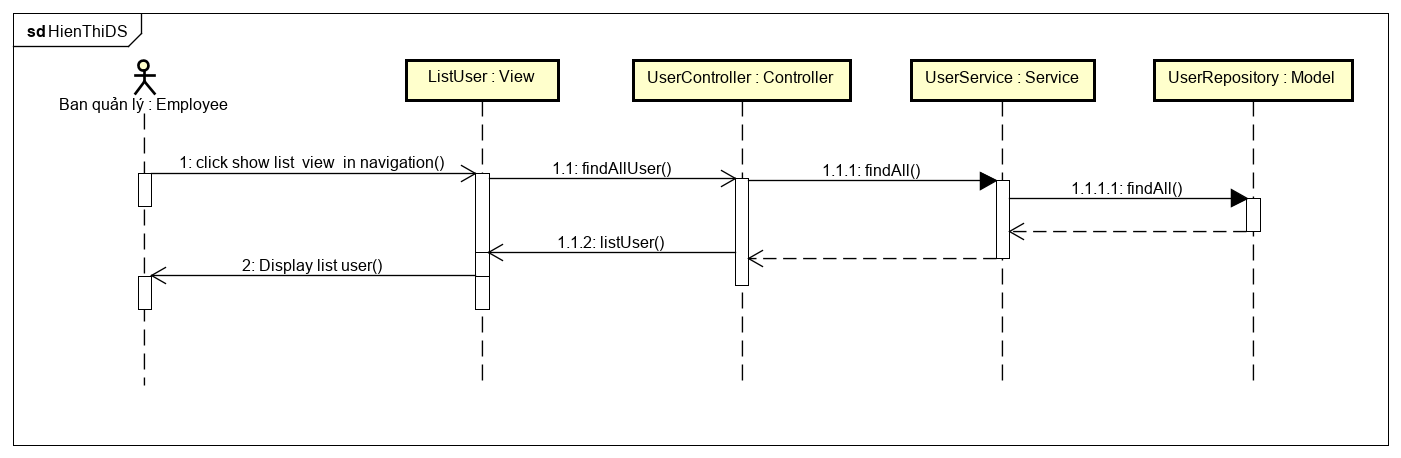 sd HienThiDS
Ban quản lý : Employee
ListUser : View
UserController : Controller
UserService : Service
UserRepository : Model
1: click show list view in navigation()
1.1: findAllUser()
1.1.1: findAll()
1.1.1.1: findAll()
1.1.2: listUser()
2: Display list user()